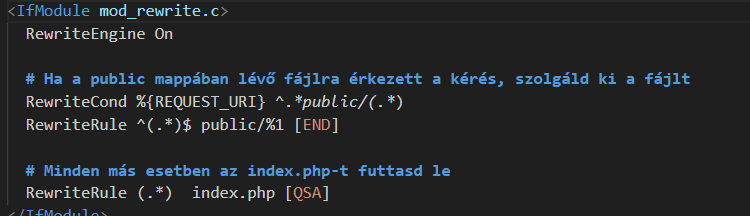 <IfModule mod_rewrite.c>
RewriteEngine On
# Ha a public mappában lévő fájlra érkezett a kérés, szolgáld ki a fájlt
RewriteCond %{REQUEST_URI} ^.*public/(.*)
RewriteRule ^(.*)$ public/%1 [END]
# Minden más esetben az index.php-t futtasd le
RewriteRule (.*)  index.php [QSA]
</IfModule>